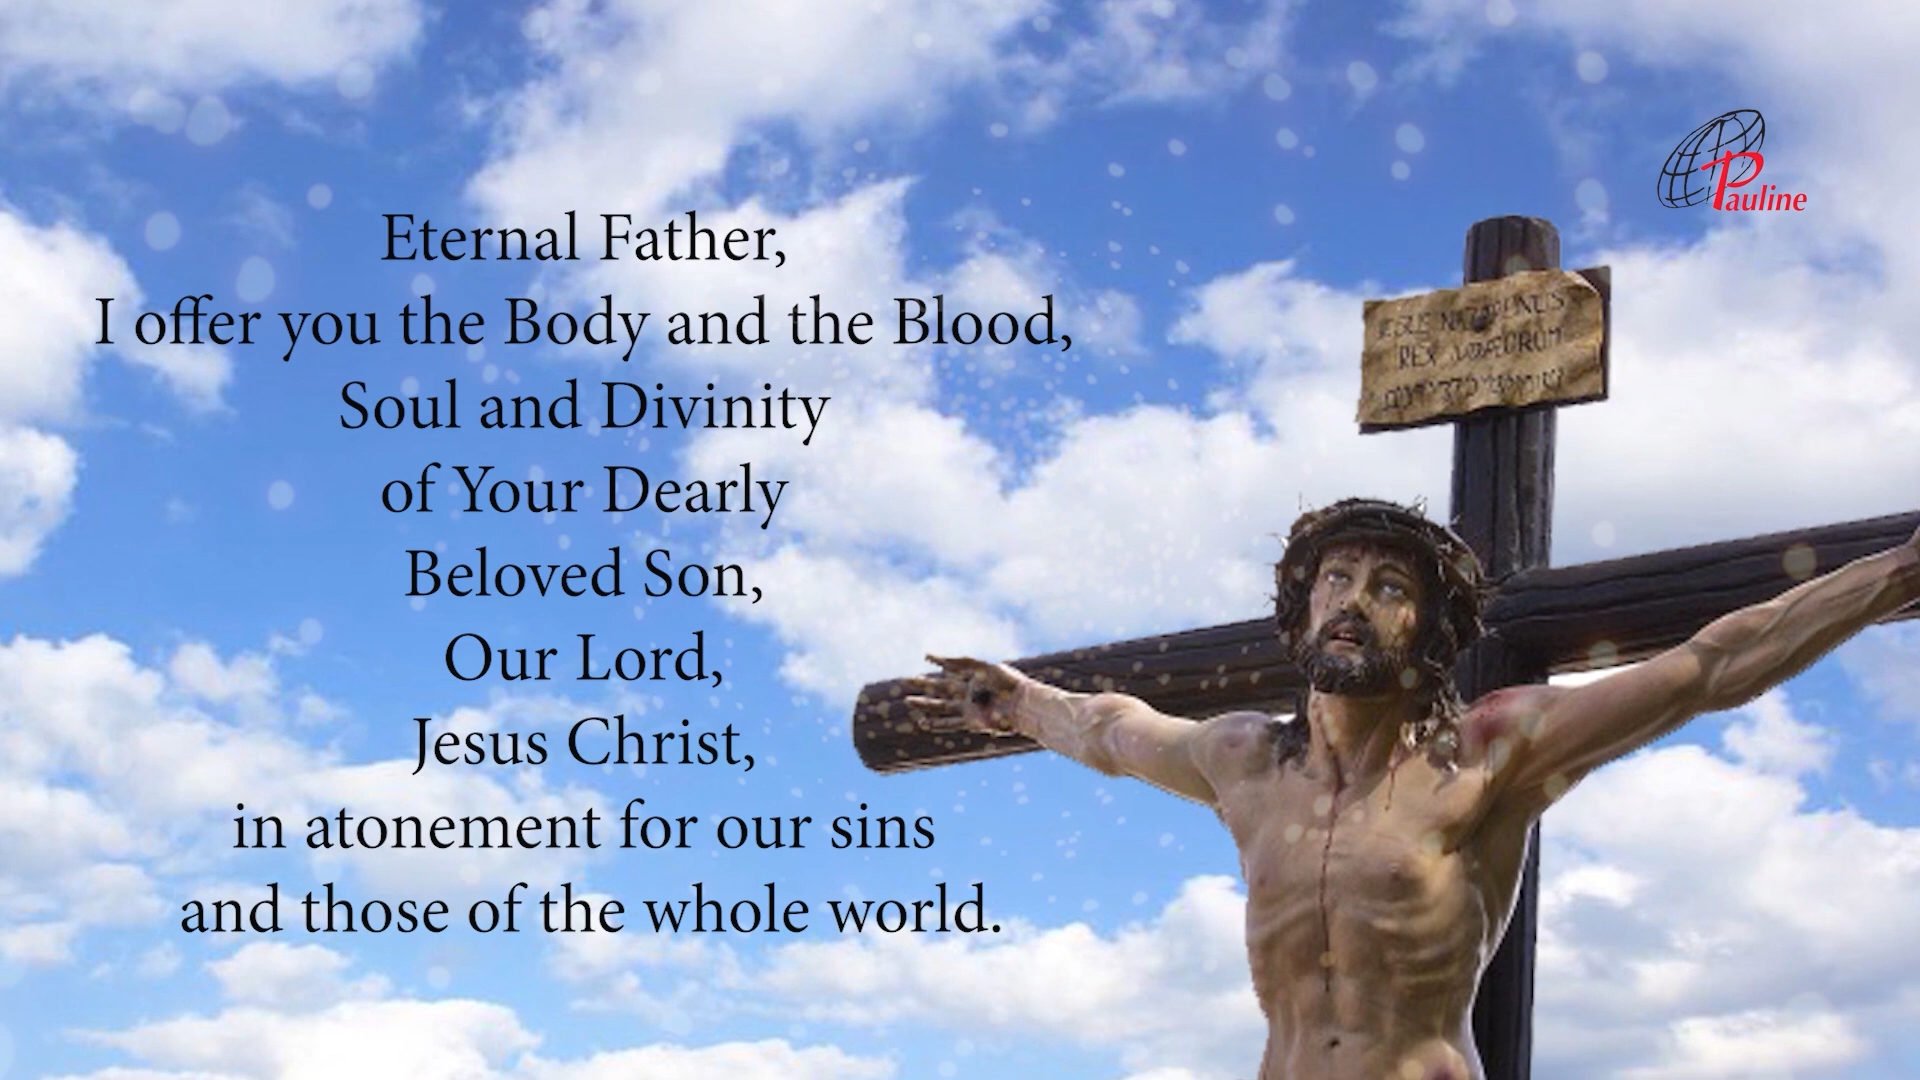 Eternal Father,
I offer you the Body and the Blood,
Soul and Divinity
of Your Dearly
Beloved Son,
Our Lord,
Jesus Christ,
in atonement for our sins
and those of the whole world.
Pauline
REX